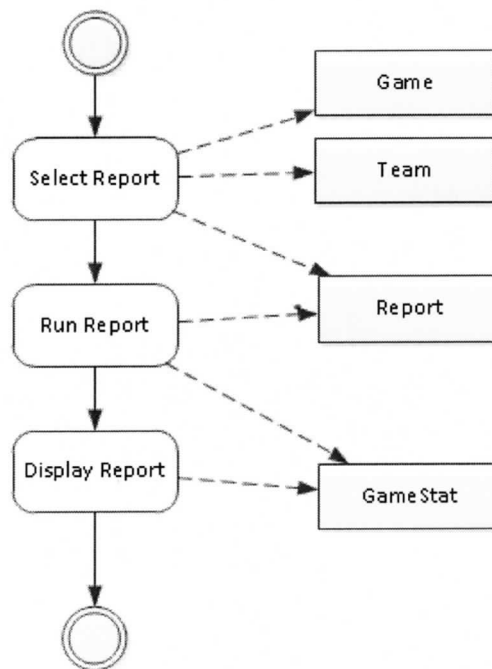 Game
Select Report
Team
Run Report
Report
Display Report
GameStat